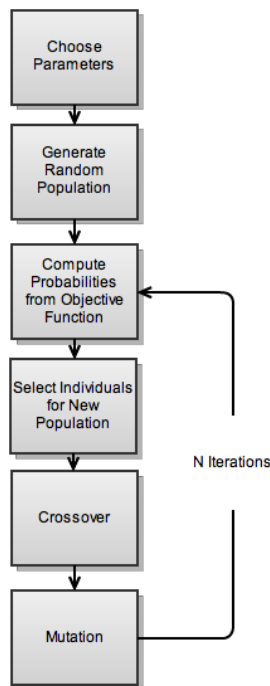 Choose
Parameters
Generate
Random
Population
Compute
Probabilities
from Objective
Function
Select Individuals
for New
Population
Crossover
Mutation
N Iterations